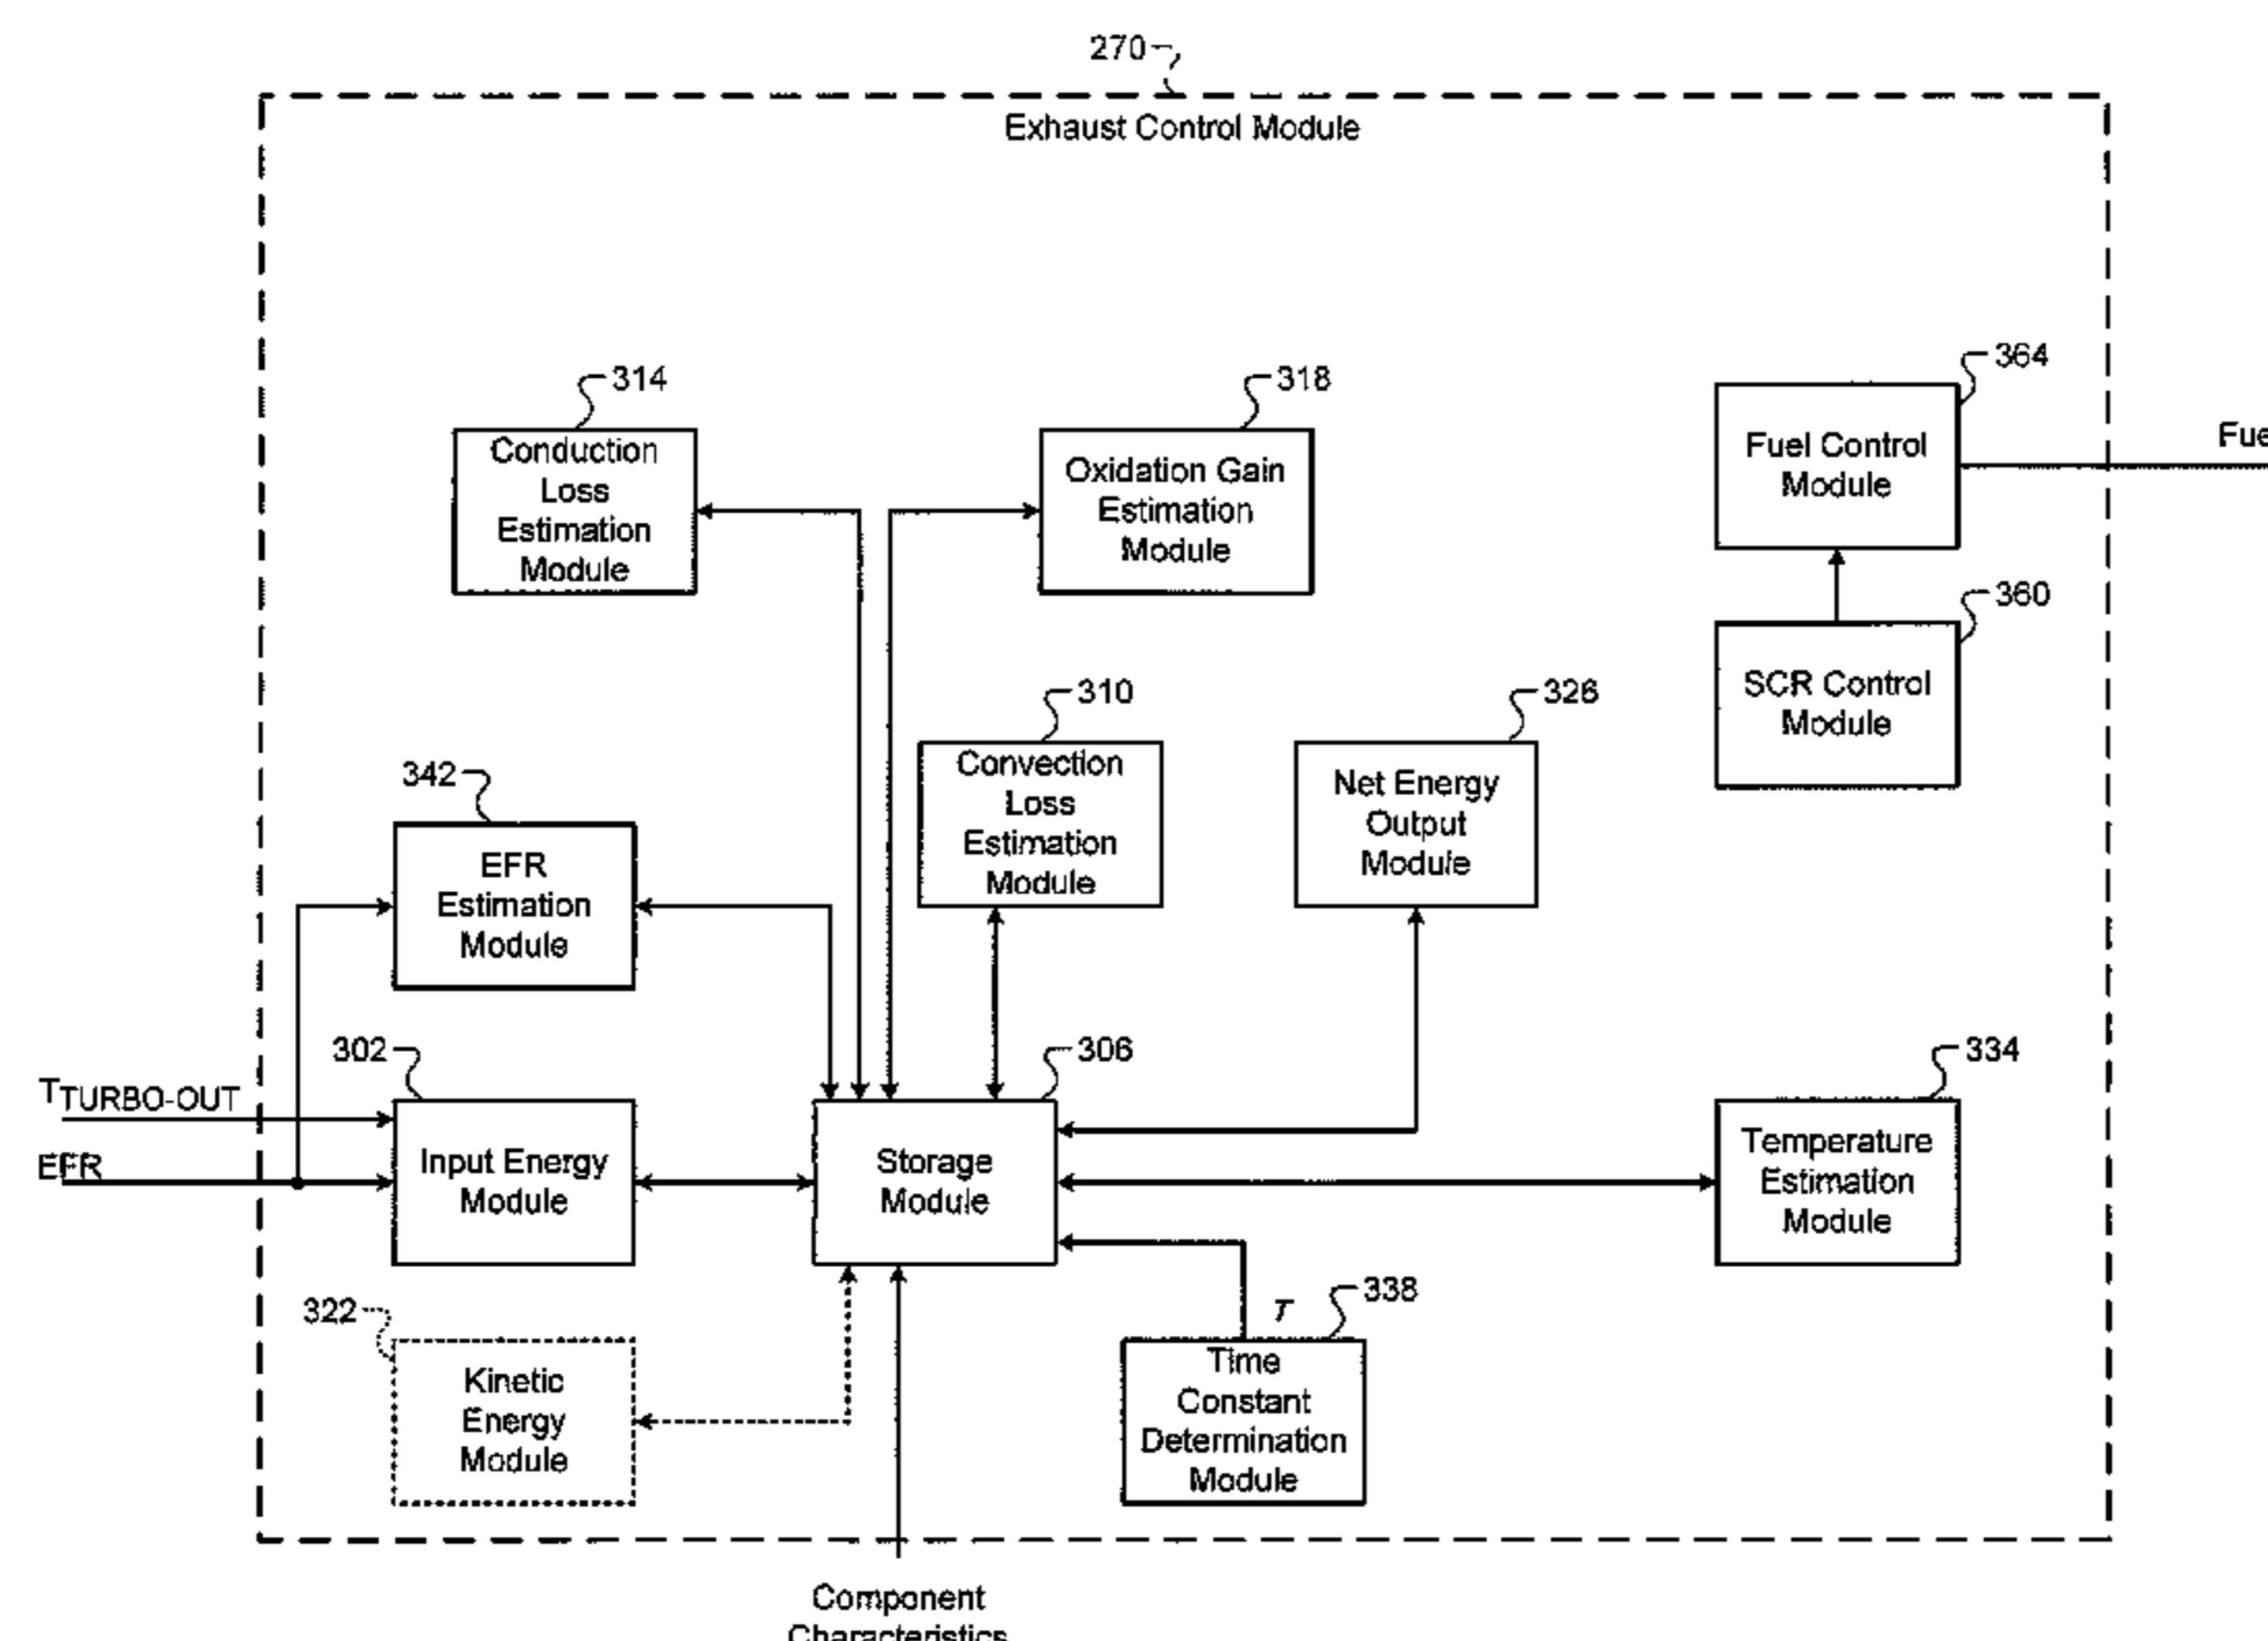 270
Exhaust Control Module
314
Conduction
Loss
Estimation
Module
318
Oxidation Gain
Estimation
Module
364
Fuel Control
Module
360
SCR Control
Module
310
Convection
Loss
Estimation
Module
326
Net Energy
Output
Module
342
EFR
Estimation
Module
302
Input Energy
Module
306
Storage
Module
334
Temperature
Estimation
Module
TTURBO-OUT
EFR
322
Kinetic
Energy
Module
338
Time
Constant
Determination
Module
Component
Characteristics